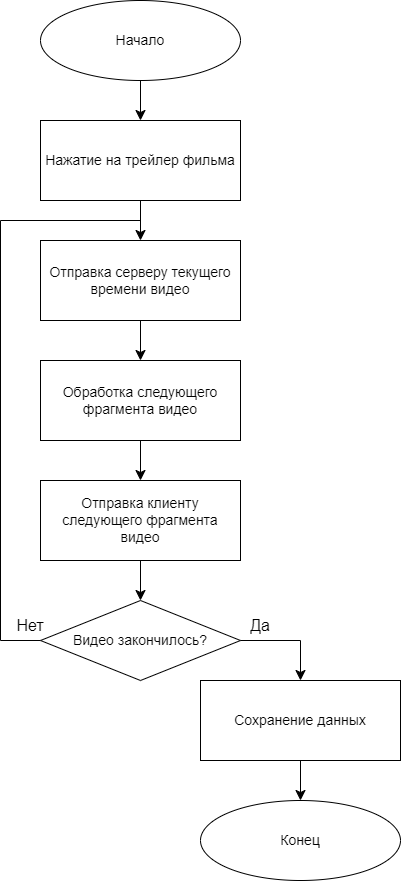 Начало
Нажатие на трейлер фильма
Отправка серверу текущего
времени видео
Обработка следующего
фрагмента видео
Отправка клиенту
следующего фрагмента
видео
Нет
Видео закончилось?
Да
Сохранение данных
Конец